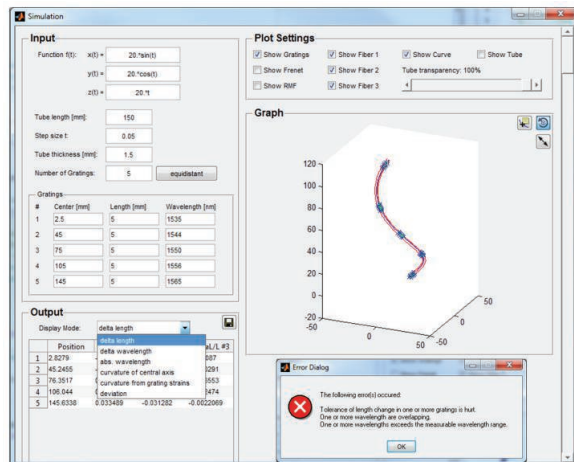 Simulation
Input
Function f(t): x(t) = 20.*sin(t)
y(t) = 20.*cos(t)
z(t) = 20.*t
Tube length [mm]: 150
Step size t: 0.05
Tube thickness [mm]: 1.5
Number of Gratings: 5 equidistant
Gratings
# Center [mm] Length [mm] Wavelength [nm]
1 2.5 5 1535
2 45 5 1544
3 75 5 1550
4 105 5 1556
5 145 5 1565
Output
Display Mode: delta length
delta length
delta wavelength
abs. wavelength
curvature of central axis
curvature from grating strains
deviation
Position aL/L #3
1 2.8279 087
2 45.2455 0291
3 76.3517 3553
4 106.044 2474
5 145.6338 0.033489 -0.031282 -0.0022069
Plot Settings
Show Gratings Show Fiber 1 Show Curve Show Tube
Show Frenet Show Fiber 2 Tube transparency: 100%
Show RMF Show Fiber 3
Graph
120
100
80
60
40
20
0
-20
-50
0
50
-50
0
50
Error Dialog
The following error(s) occured:
Tolerance of length change in one or more gratings is hurt.
One or more wavelength are overlapping.
One or more wavelengths exceeds the measurable wavelength range.
OK